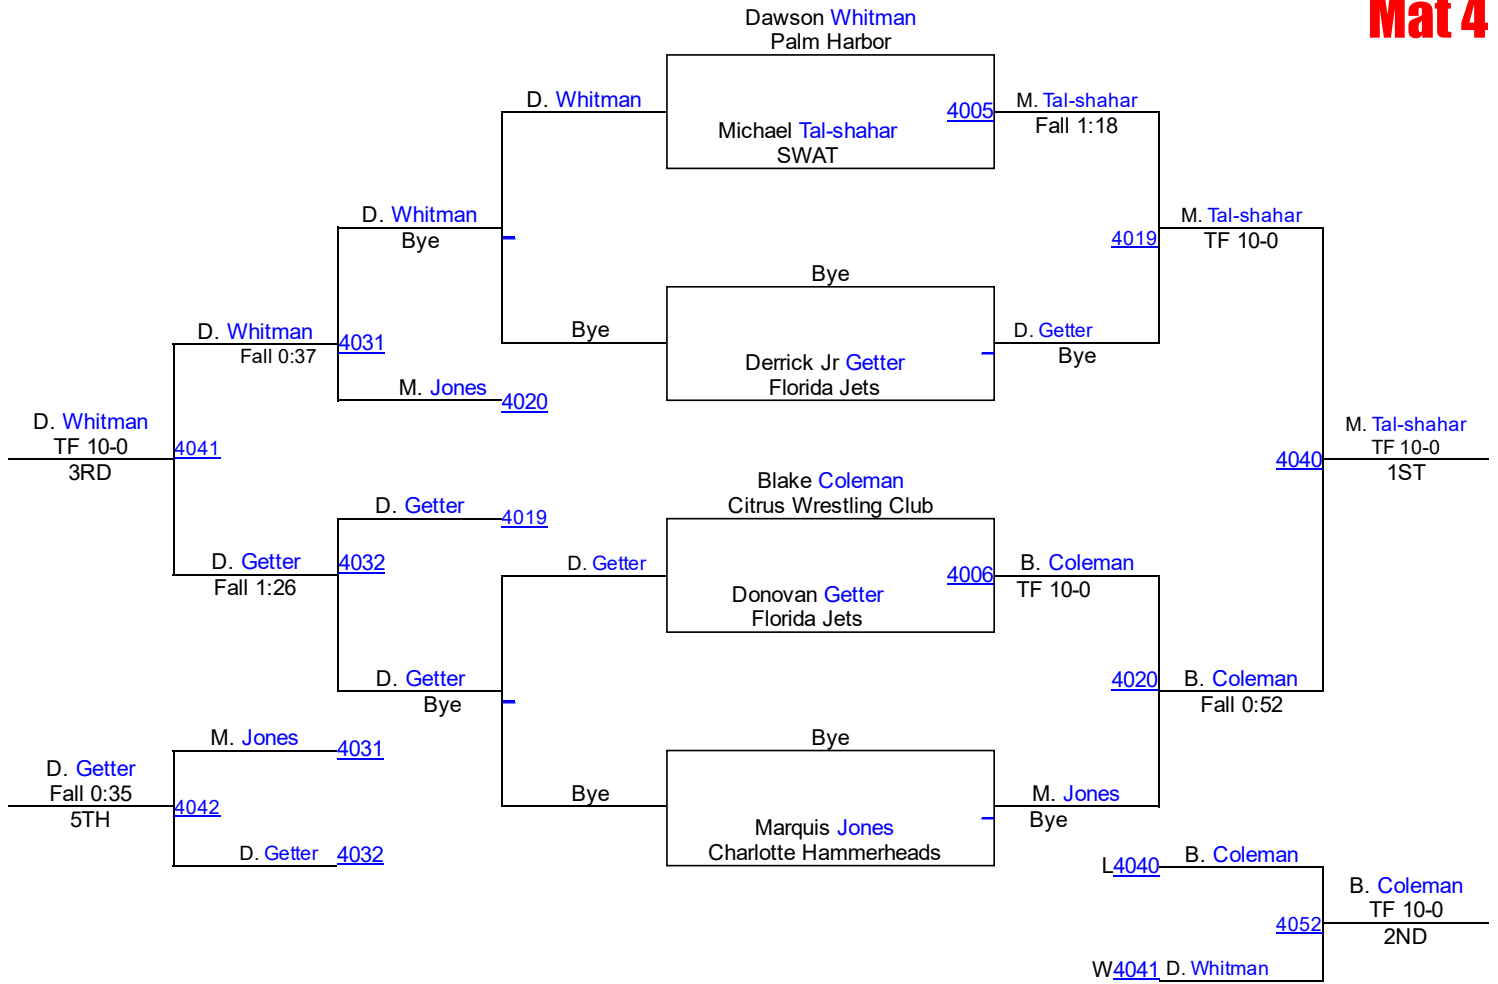 Mat 4
Dawson Whitman
Palm Harbor
D. Whitman
4005
M. Tal-shahar
Fall 1:18
Michael Tal-shahar
SWAT
D. Whitman
Bye
M. Tal-shahar
TF 10-0
4019
Bye
D. Whitman
Fall 0:37
4031
Bye
D. Getter
Bye
Derrick Jr Getter
Florida Jets
M. Jones
4020
D. Whitman
TF 10-0
3RD
4041
M. Tal-shahar
TF 10-0
1ST
4040
Blake Coleman
Citrus Wrestling Club
D. Getter
4019
D. Getter
Fall 1:26
4032
D. Getter
4006
B. Coleman
TF 10-0
Donovan Getter
Florida Jets
D. Getter
Bye
4020
B. Coleman
Fall 0:52
M. Jones
4031
Bye
D. Getter
Fall 0:35
5TH
4042
Bye
M. Jones
Bye
Marquis Jones
Charlotte Hammerheads
D. Getter
4032
L4040
B. Coleman
B. Coleman
TF 10-0
2ND
4052
W4041
D. Whitman